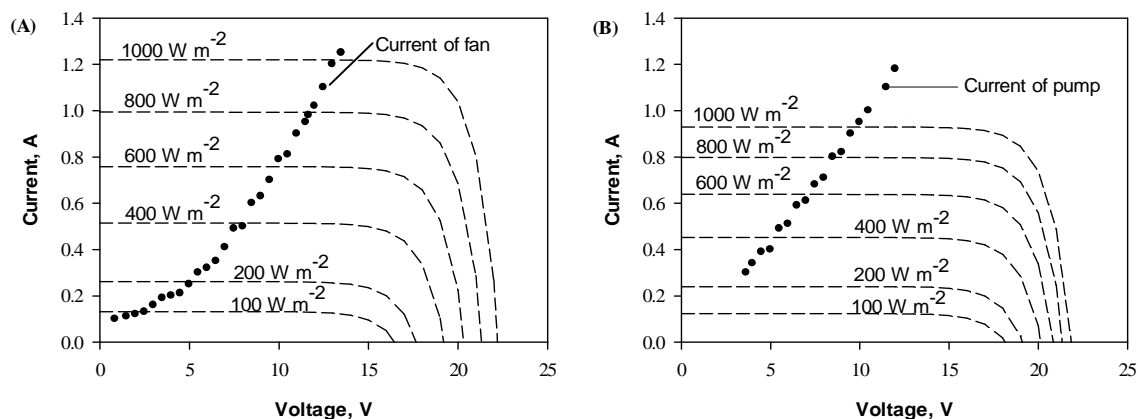 (A)
1.4
1.2
1.0
0.8
0.6
0.4
0.2
0.0
Current, A
1000 W m-2
800 W m-2
600 W m-2
400 W m-2
200 W m-2
100 W m-2
Current of fan
0 5 10 15 20 25
Voltage, V
(B)
1.4
1.2
1.0
0.8
0.6
0.4
0.2
0.0
Current, A
Current of pump
1000 W m-2
800 W m-2
600 W m-2
400 W m-2
200 W m-2
100 W m-2
0 5 10 15 20 25
Voltage, V